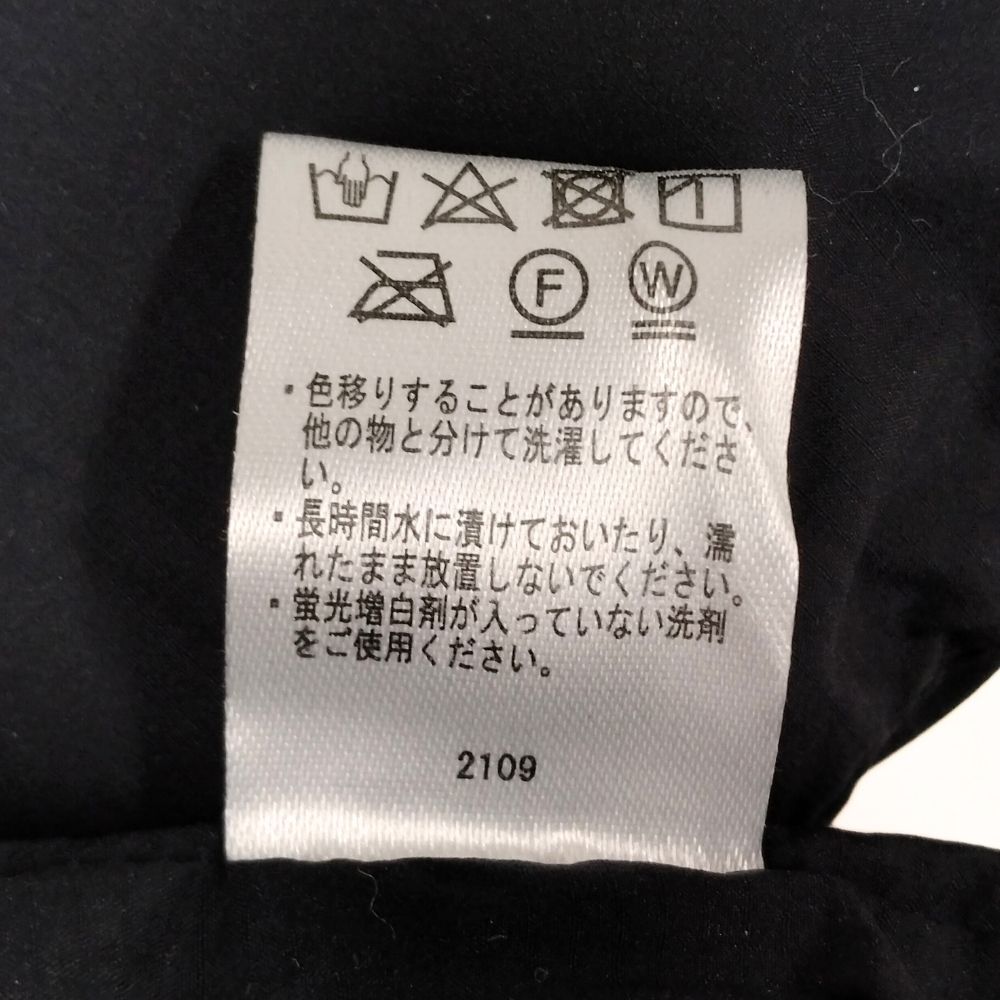 F W
・色移りすることがありますので、
他の物と分けて洗濯してくださ
い。
・長時間水に漬けておいたり、濡
れたまま放置しないでください。
・蛍光増白剤が入っていない洗剤
をご使用ください。
2109